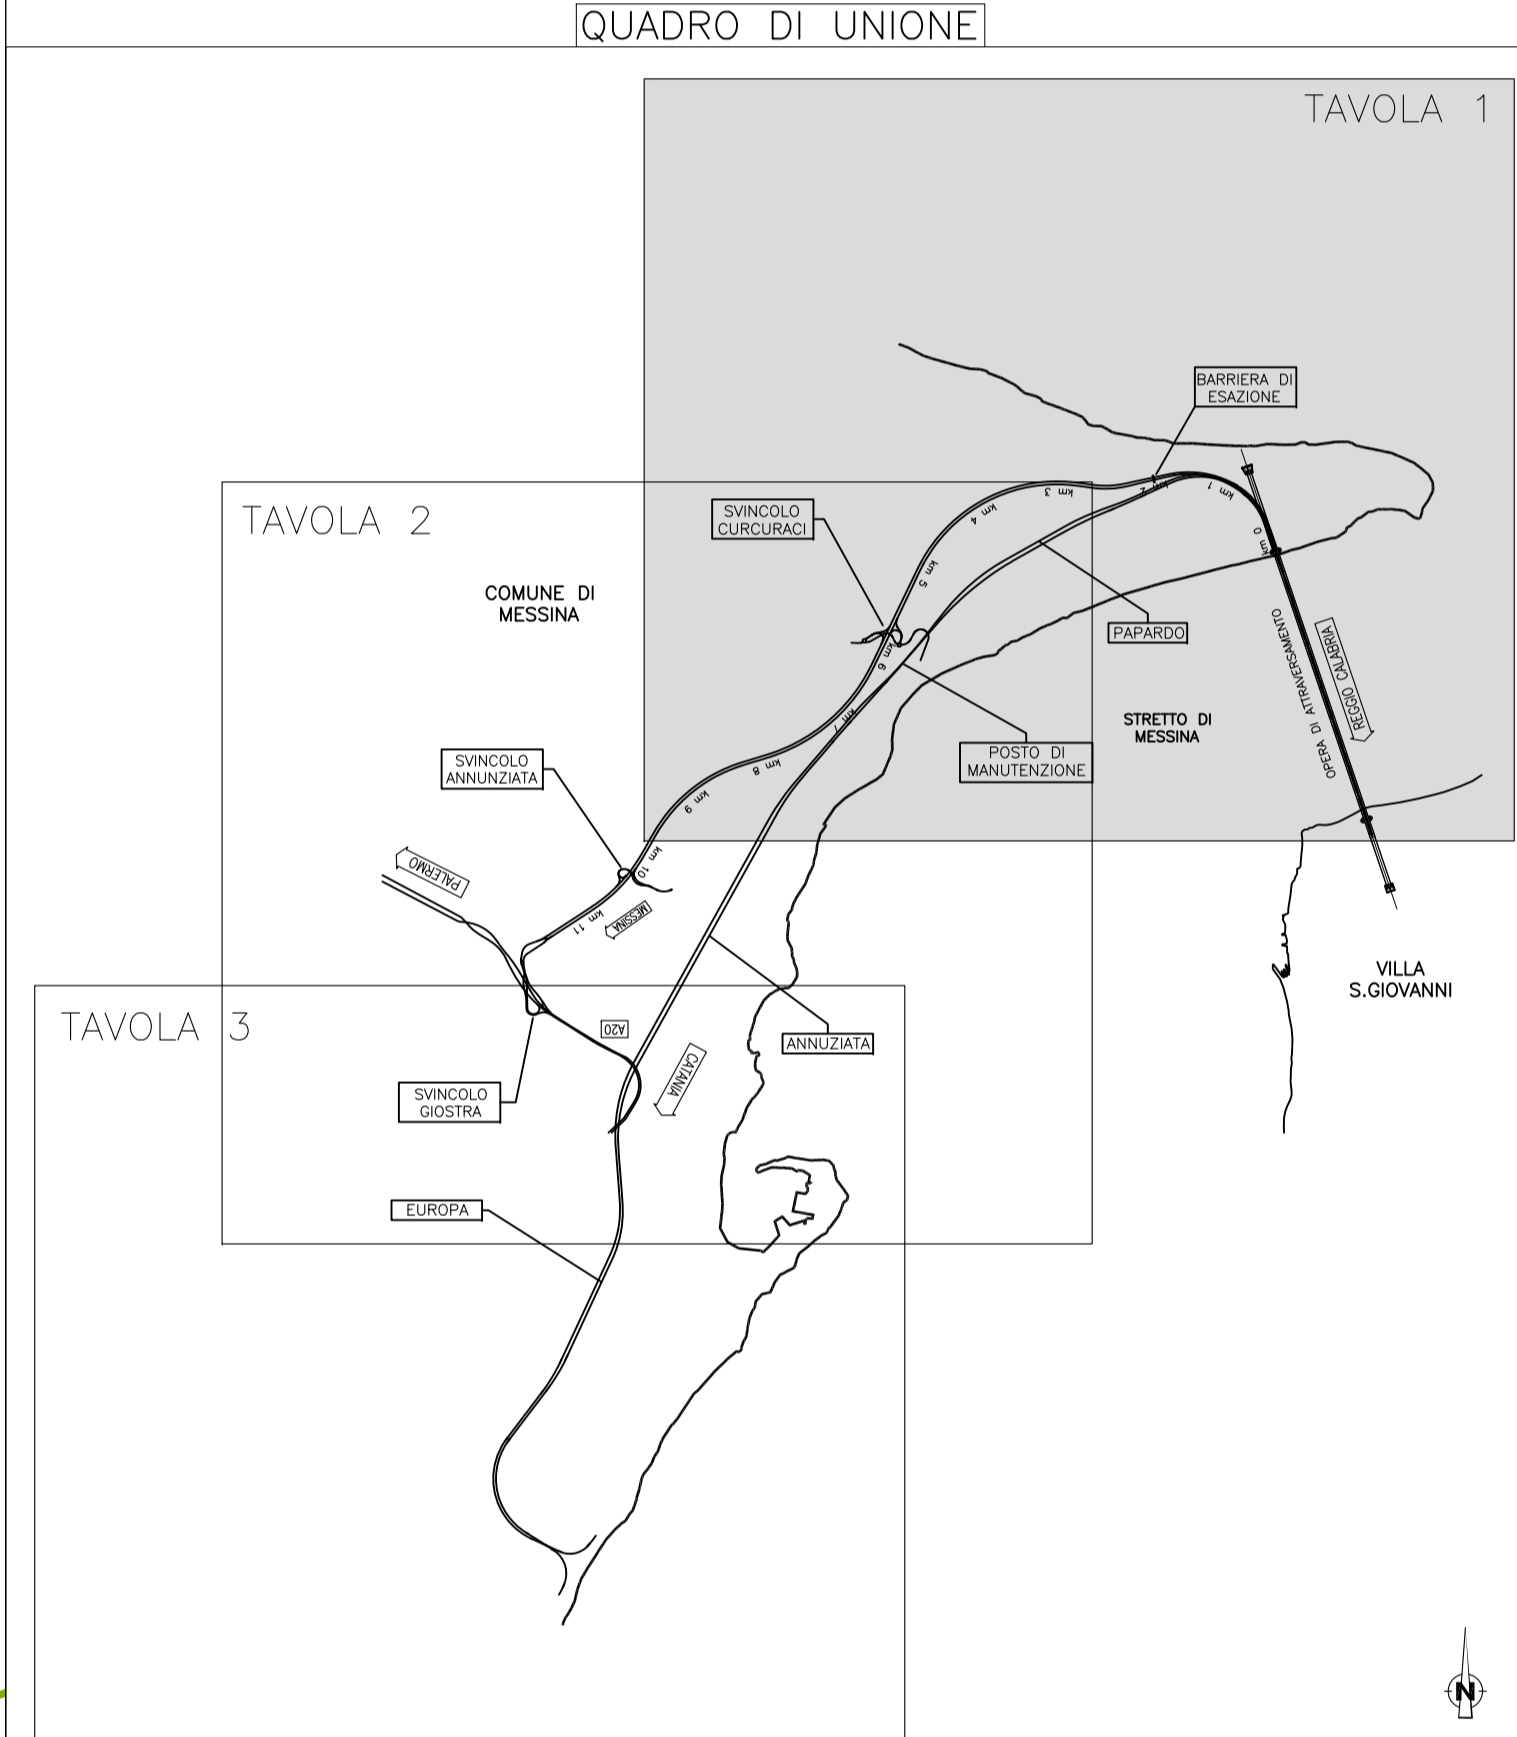 QUADRO DI UNIONE
TAVOLA 1
BARRIERA DI
ESAZIONE
TAVOLA 2
SVINCOLO
CURCURACI
COMUNE DI
MESSINA
km 0
km 1
km 2
km 3
km 4
km 5
km 6
km 7
km 8
km 9
km 10
km 11
PAPARDO
OPERA DI ATTRAVERSAMENTO
REGGIO CALABRIA
STRETTO DI
MESSINA
POSTO DI
MANUTENZIONE
SVINCOLO
ANNUNZIATA
PALERMO
MESSINA
VILLA
S.GIOVANNI
TAVOLA 3
A20
ANNUZIATA
CATANIA
SVINCOLO
GIOSTRA
EUROPA
N